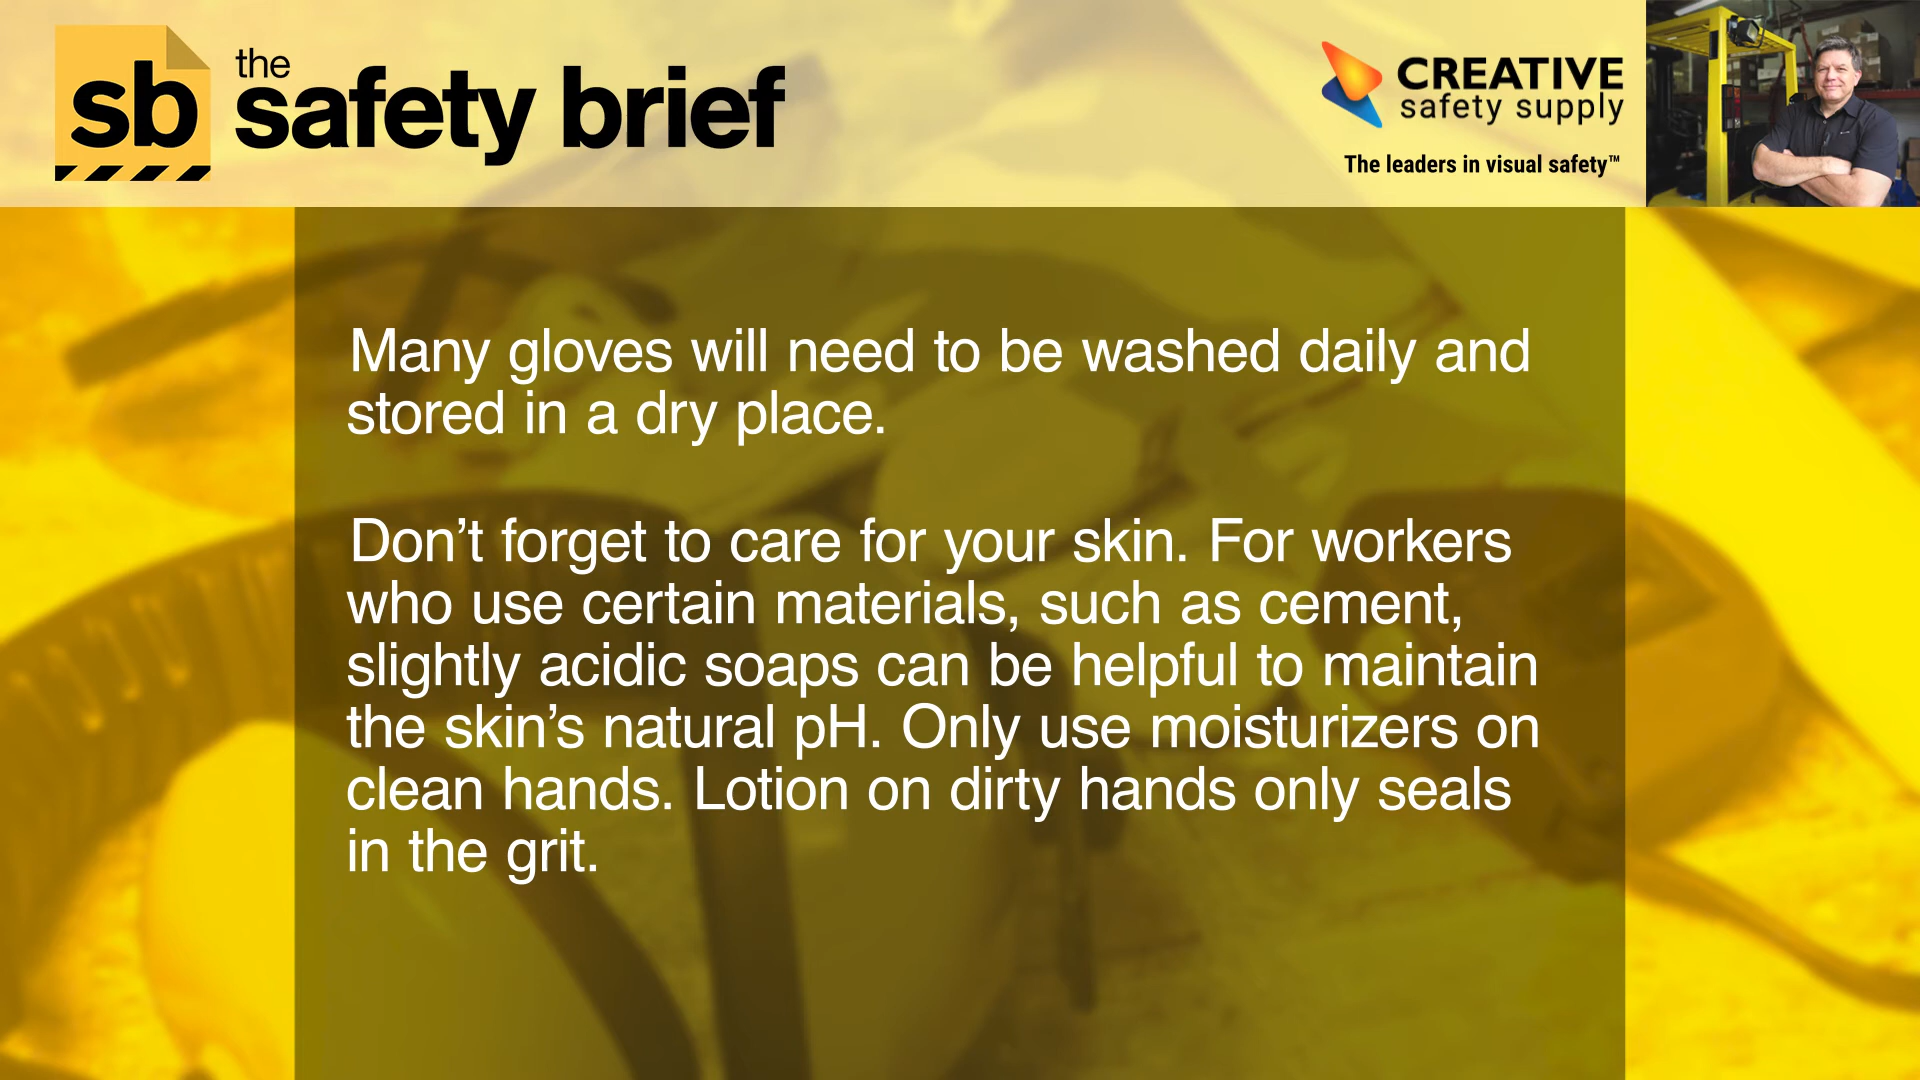 sb
the
safety brief
CREATIVE
safety supply
The leaders in visual safety™
Many gloves will need to be washed daily and
stored in a dry place.
Don’t forget to care for your skin. For workers
who use certain materials, such as cement,
slightly acidic soaps can be helpful to maintain
the skin’s natural pH. Only use moisturizers on
clean hands. Lotion on dirty hands only seals
in the grit.